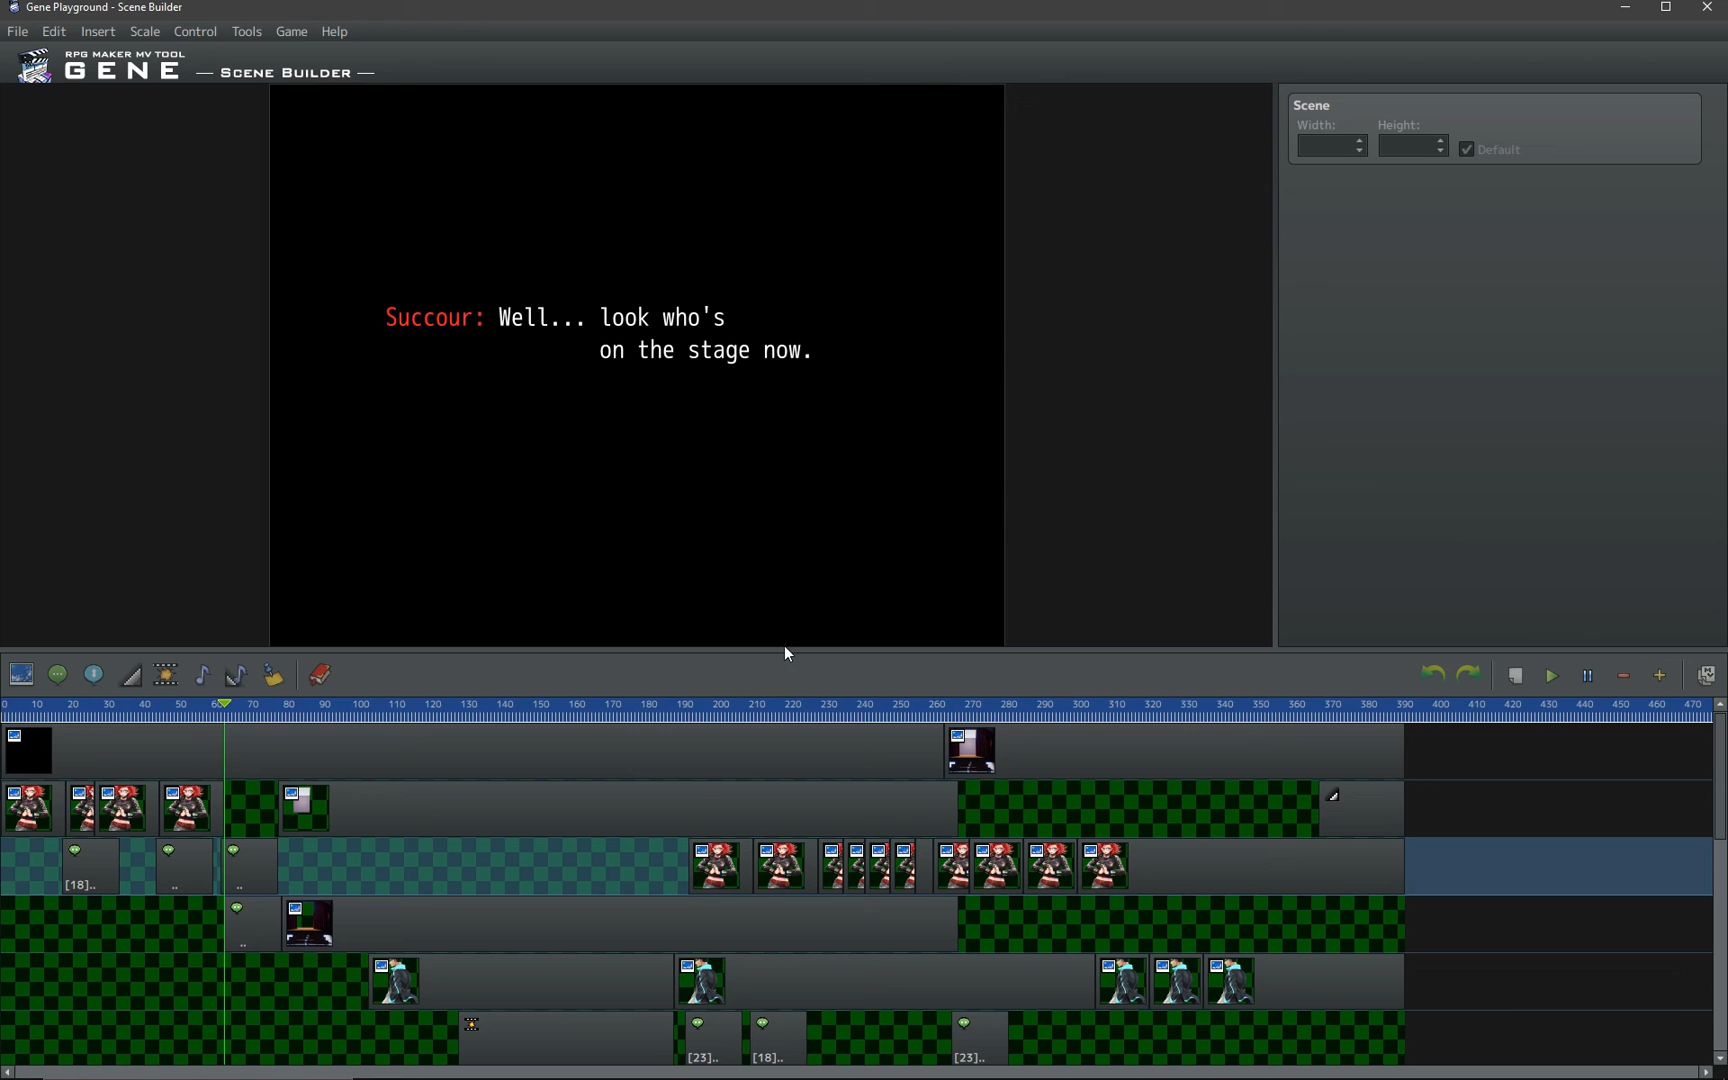 Gene Playground - Scene Builder
File Edit Insert Scale Control Tools Game Help
RPG MAKER MV TOOL
GENE — SCENE BUILDER —
Scene
Width: Height:
Default
Succour: Well... look who's
on the stage now.
0 10 20 30 40 50 60 70 80 90 100 110 120 130 140 150 160 170 180 190 200 210 220 230 240 250 260 270 280 290 300 310 320 330 340 350 360 370 380 390 400 410 420 430 440 450 460 470
[18].. .. ..
..
[23].. [18].. [23]..